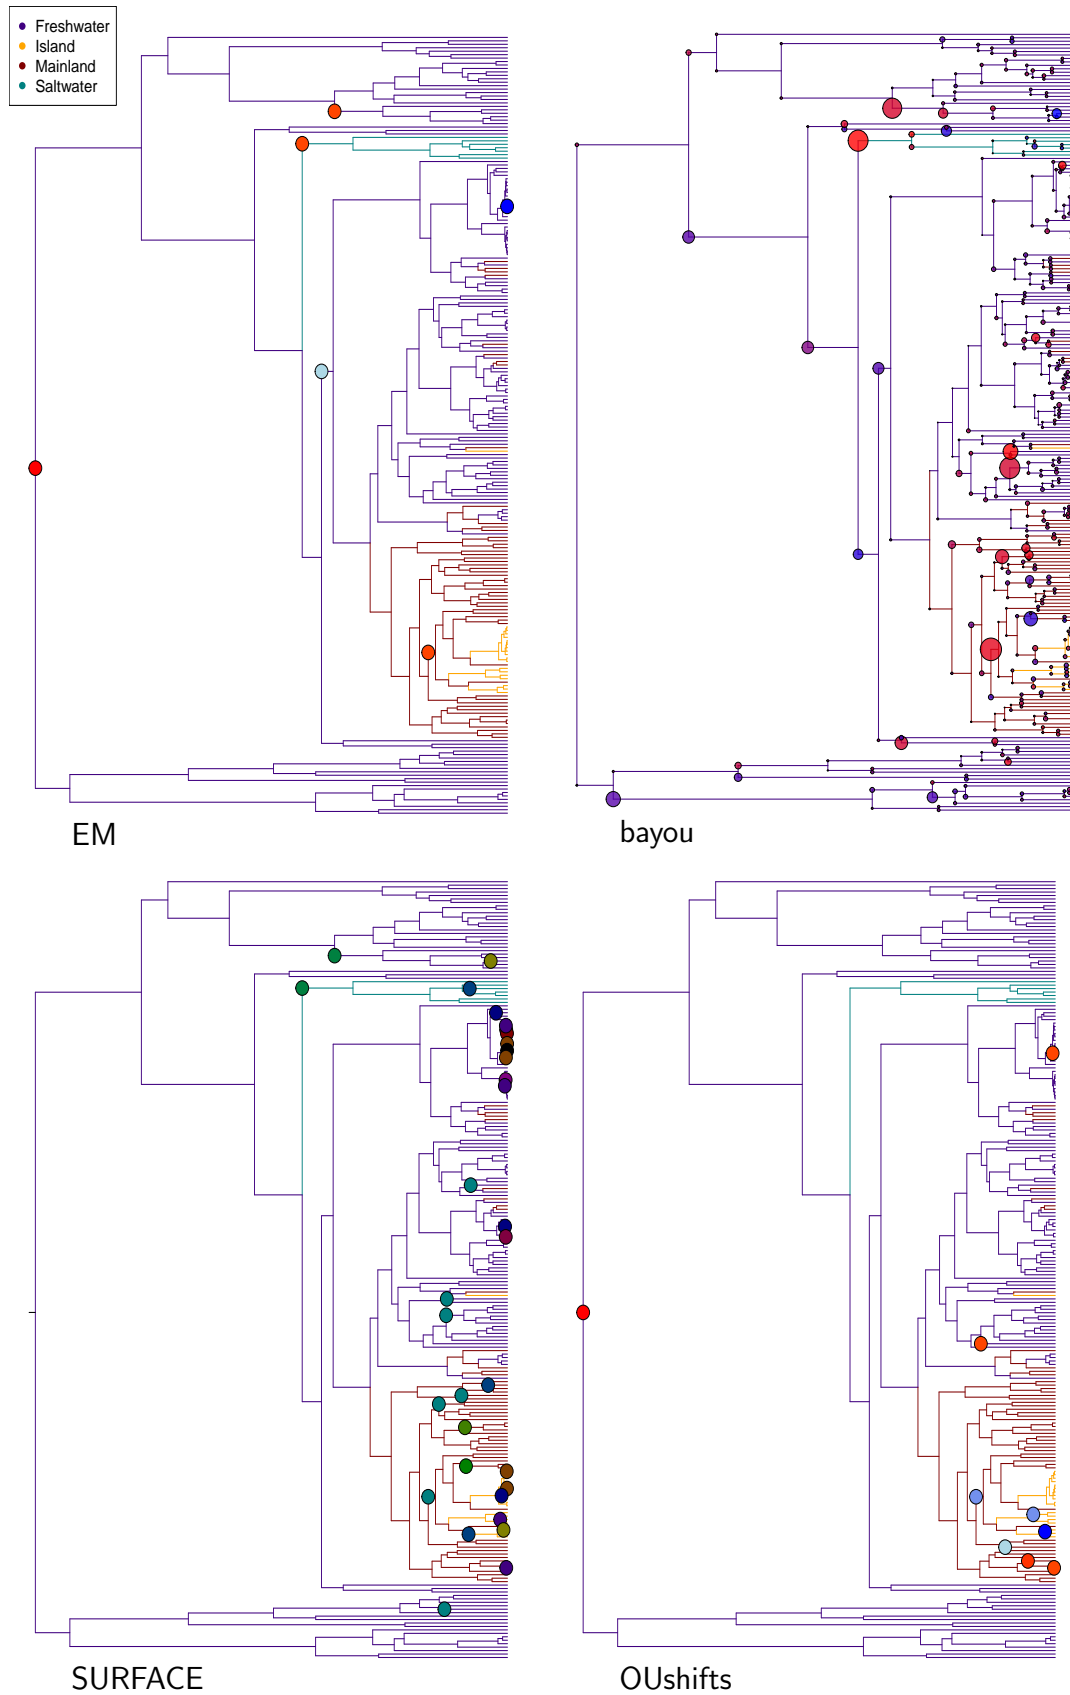 Freshwater
Island
Mainland
Saltwater
EM
bayou
SURFACE
OUshifts